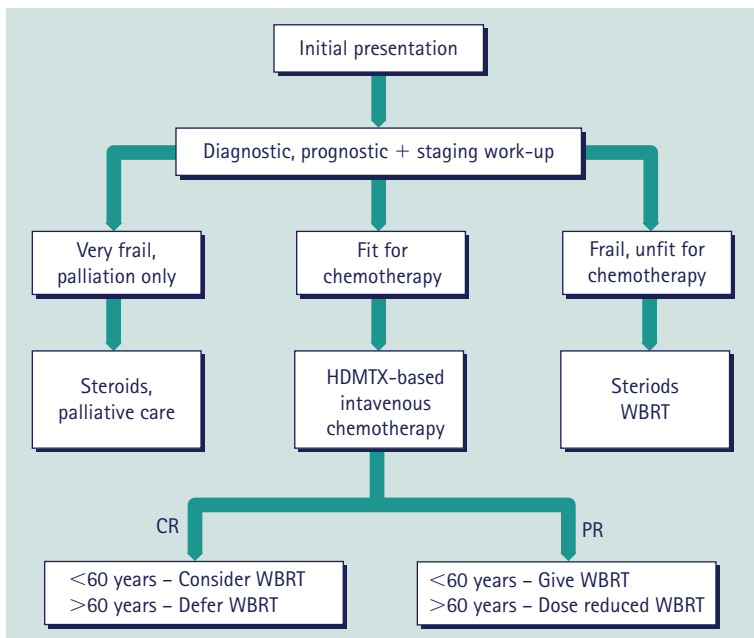 Initial presentation
Diagnostic, prognostic + staging work-up
Very frail,
palliation only
Fit for
chemotherapy
Frail, unfit for
chemotherapy
Steroids,
palliative care
HDMTX-based
intavenous
chemotherapy
Steriods
WBRT
CR
PR
<60 years – Consider WBRT
>60 years – Defer WBRT
<60 years – Give WBRT
>60 years – Dose reduced WBRT